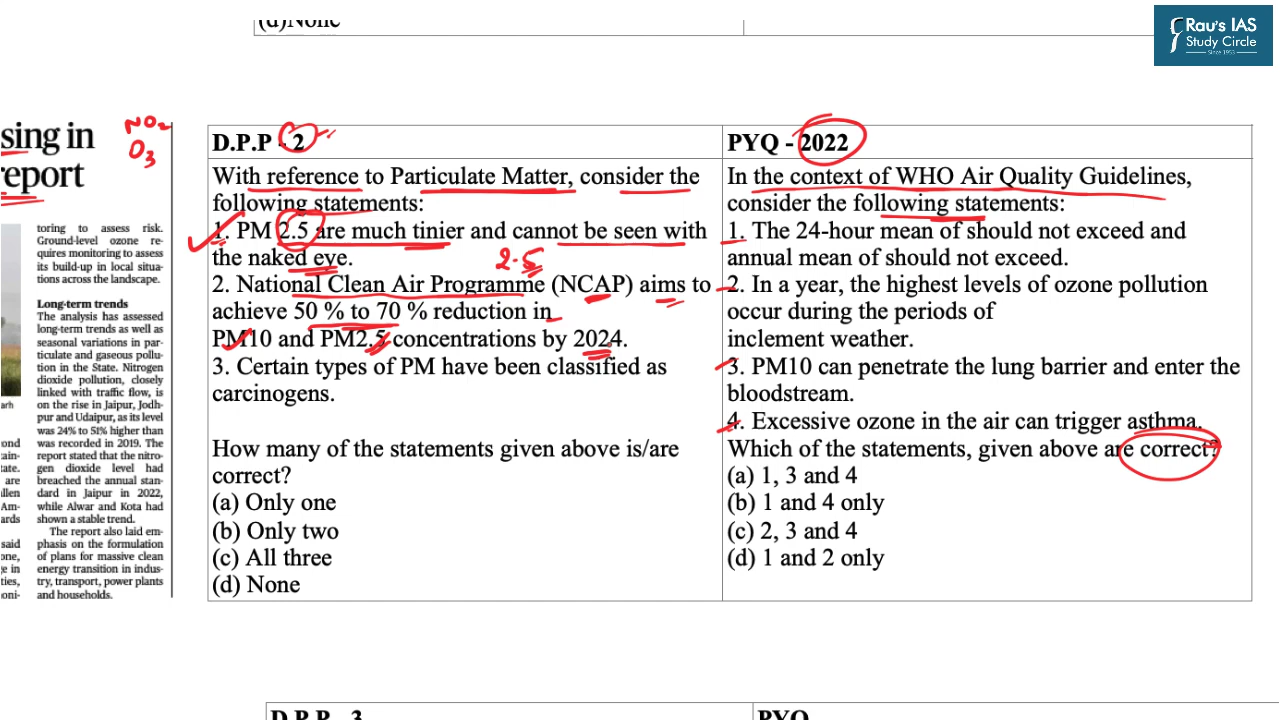 (d)None
Rau's IAS
Study Circle
Since 1953
sing in
report
NO2
O3
toring to assess risk.
Ground-level ozone re-
quires monitoring to assess
its build-up in local situa-
tions across the landscape.
Long-term trends
The analysis has assessed
long-term trends as well as
seasonal variations in par-
ticulate and gaseous pollu-
tion in the State. Nitrogen
dioxide pollution, closely
linked with traffic flow, is
on the rise in Jaipur, Jodh-
pur and Udaipur, as its level
was 24% to 51% higher than
was recorded in 2019. The
report stated that the nitro-
gen dioxide level had
breached the annual stan-
dard in Jaipur in 2022,
while Alwar and Kota had
shown a stable trend.
The report also laid em-
phasis on the formulation
of plans for massive clean
energy transition in indus-
try, transport, power plants
and households.
arh
ond
ain-
tate.
are
llen
Am-
ards
said
one,
ge in
ties,
oni-
D.P.P - 2
With reference to Particulate Matter, consider the
following statements:
1. PM 2.5 are much tinier and cannot be seen with
the naked eye.
2.5
2. National Clean Air Programme (NCAP) aims to
achieve 50 % to 70 % reduction in
PM10 and PM2.5 concentrations by 2024.
3. Certain types of PM have been classified as
carcinogens.
How many of the statements given above is/are
correct?
(a) Only one
(b) Only two
(c) All three
(d) None
PYQ - 2022
In the context of WHO Air Quality Guidelines,
consider the following statements:
1. The 24-hour mean of should not exceed and
annual mean of should not exceed.
2. In a year, the highest levels of ozone pollution
occur during the periods of
inclement weather.
3. PM10 can penetrate the lung barrier and enter the
bloodstream.
4. Excessive ozone in the air can trigger asthma.
Which of the statements, given above are correct?
(a) 1, 3 and 4
(b) 1 and 4 only
(c) 2, 3 and 4
(d) 1 and 2 only
D.P.P - 3
PYQ